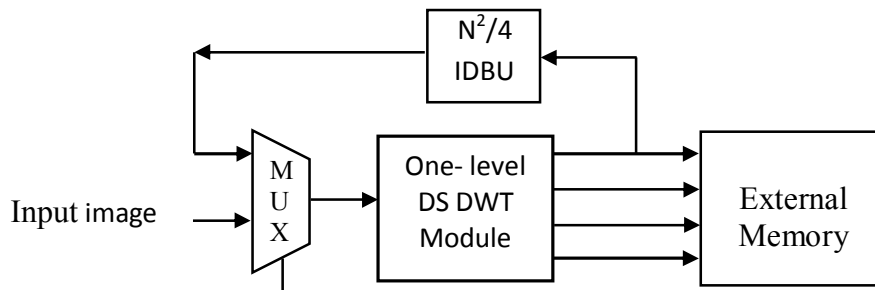 N²/4
IDBU
Input image
M
U
X
One- level
DS DWT
Module
External
Memory